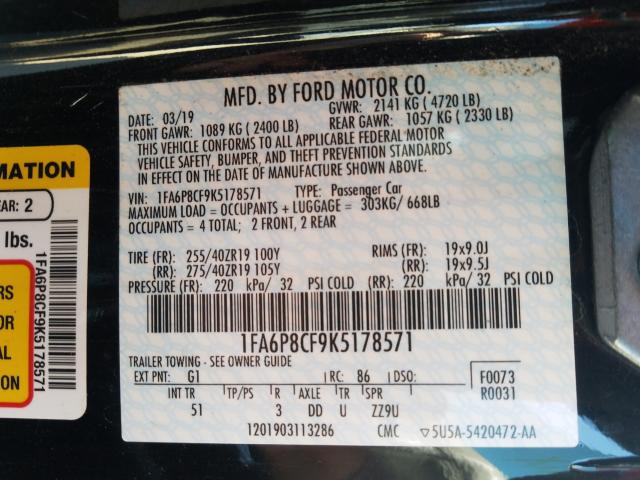 MFD. BY FORD MOTOR CO.
DATE: 03/19 GVWR: 2141 KG (4720 LB)
FRONT GAWR: 1089 KG (2400 LB) REAR GAWR: 1057 KG (2330 LB)
THIS VEHICLE CONFORMS TO ALL APPLICABLE FEDERAL MOTOR
VEHICLE SAFETY, BUMPER, AND THEFT PREVENTION STANDARDS
IN EFFECT ON THE DATE OF MANUFACTURE SHOWN ABOVE.
VIN: 1FA6P8CF9K5178571 TYPE: Passenger Car
MAXIMUM LOAD = OCCUPANTS + LUGGAGE = 303KG/ 668LB
OCCUPANTS = 4 TOTAL; 2 FRONT, 2 REAR
TIRE (FR): 255/40ZR19 100Y RIMS (FR): 19x9.0J
(RR): 275/40ZR19 105Y (RR): 19x9.5J
PRESSURE (FR): 220 kPa/ 32 PSI COLD (RR): 220 kPa/ 32 PSI COLD
1FA6P8CF9K5178571
TRAILER TOWING - SEE OWNER GUIDE
EXT PNT: G1 RC: 86 DSO: F0073
R0031
INT TR TP/PS R AXLE TR SPR
51 3 DD U ZZ9U
1201903113286 CMC ▽5U5A-5420472-AA
MATION
EAR: 2
lbs.
ERS
OR
ION
1FA6P8CF9K5178571